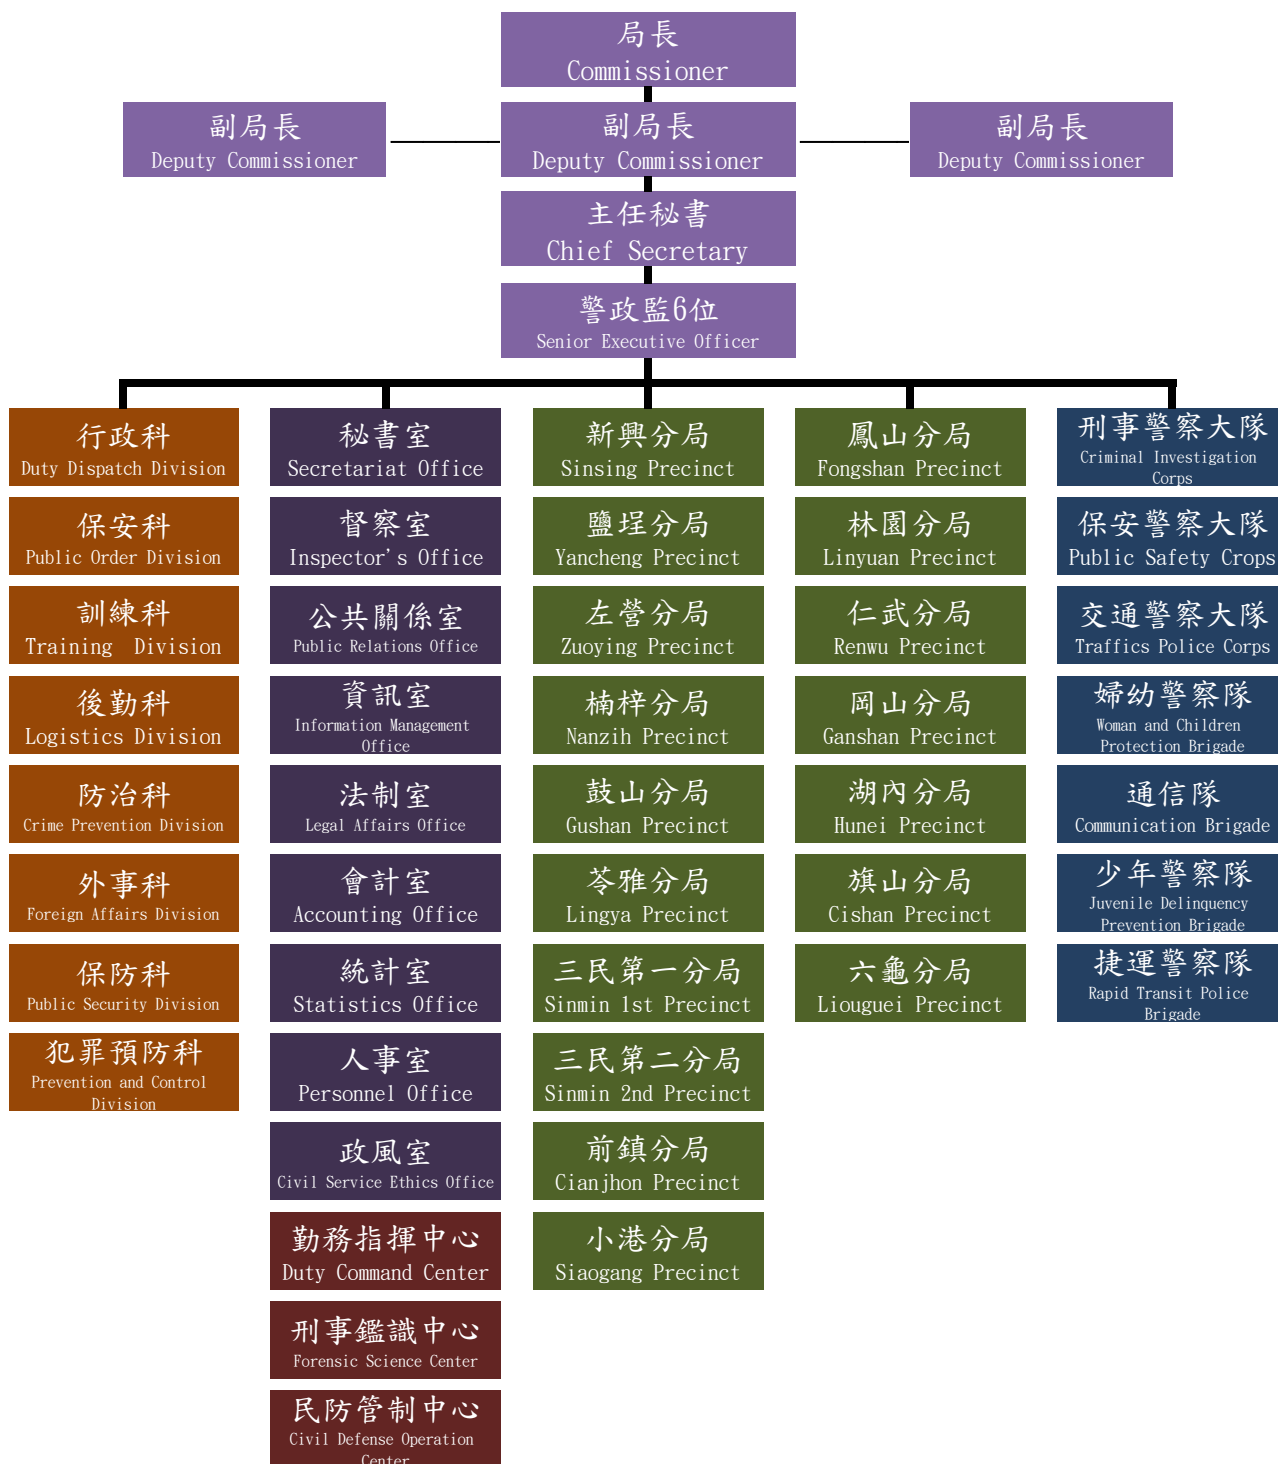 局長
Commissioner
副局長
Deputy Commissioner
副局長
Deputy Commissioner
副局長
Deputy Commissioner
主任秘書
Chief Secretary
警政監6位
Senior Executive Officer
行政科
Duty Dispatch Division
保安科
Public Order Division
訓練科
Training Division
後勤科
Logistics Division
防治科
Crime Prevention Division
外事科
Foreign Affairs Division
保防科
Public Security Division
犯罪預防科
Prevention and Control
Division
秘書室
Secretariat Office
督察室
Inspector's Office
公共關係室
Public Relations Office
資訊室
Information Management
Office
法制室
Legal Affairs Office
會計室
Accounting Office
統計室
Statistics Office
人事室
Personnel Office
政風室
Civil Service Ethics Office
勤務指揮中心
Duty Command Center
刑事鑑識中心
Forensic Science Center
民防管制中心
Civil Defense Operation
Center
新興分局
Sinsing Precinct
鹽埕分局
Yancheng Precinct
左營分局
Zuoying Precinct
楠梓分局
Nanzih Precinct
鼓山分局
Gushan Precinct
苓雅分局
Lingya Precinct
三民第一分局
Sinmin 1st Precinct
三民第二分局
Sinmin 2nd Precinct
前鎮分局
Cianjhon Precinct
小港分局
Siaogang Precinct
鳳山分局
Fongshan Precinct
林園分局
Linyuan Precinct
仁武分局
Renwu Precinct
岡山分局
Ganshan Precinct
湖內分局
Hunei Precinct
旗山分局
Cishan Precinct
六龜分局
Liouguei Precinct
刑事警察大隊
Criminal Investigation
Corps
保安警察大隊
Public Safety Crops
交通警察大隊
Traffics Police Corps
婦幼警察隊
Woman and Children
Protection Brigade
通信隊
Communication Brigade
少年警察隊
Juvenile Delinquency
Prevention Brigade
捷運警察隊
Rapid Transit Police
Brigade